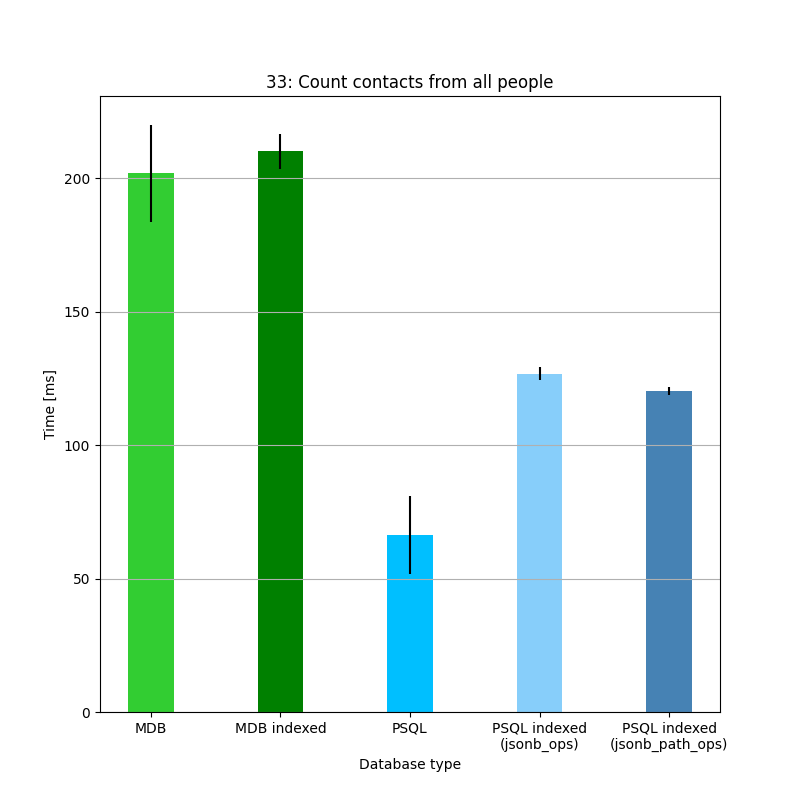 33: Count contacts from all people
Time [ms]
200
150
100
50
0
MDB
MDB indexed
PSQL
PSQL indexed
(jsonb_ops)
PSQL indexed
(jsonb_path_ops)
Database type